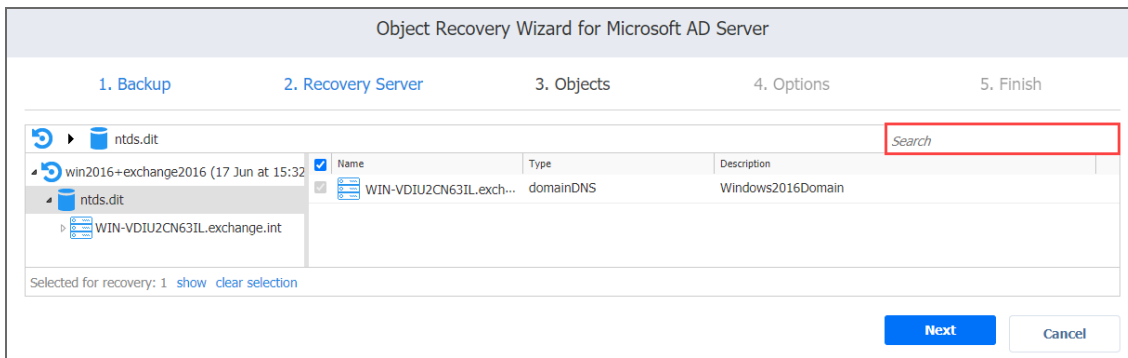 Object Recovery Wizard for Microsoft AD Server
1. Backup 2. Recovery Server 3. Objects 4. Options 5. Finish
ntds.dit Search
win2016+exchange2016 (17 Jun at 15:32
ntds.dit
WIN-VDIU2CN63IL.exchange.int
Name Type Description
WIN-VDIU2CN63IL.exch... domainDNS Windows2016Domain
Selected for recovery: 1 show clear selection
Next Cancel